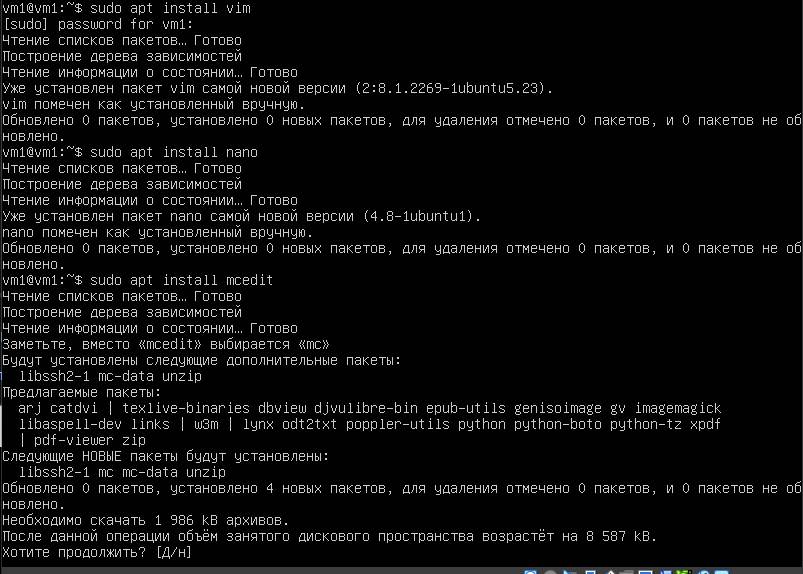 vm1@vm1:~$ sudo apt install vim
[sudo] password for vm1:
Чтение списков пакетов… Готово
Построение дерева зависимостей
Чтение информации о состоянии… Готово
Уже установлен пакет vim самой новой версии (2:8.1.2269-1ubuntu5.23).
vim помечен как установленный вручную.
Обновлено 0 пакетов, установлено 0 новых пакетов, для удаления отмечено 0 пакетов, и 0 пакетов не об
новлено.
vm1@vm1:~$ sudo apt install nano
Чтение списков пакетов… Готово
Построение дерева зависимостей
Чтение информации о состоянии… Готово
Уже установлен пакет nano самой новой версии (4.8-1ubuntu1).
nano помечен как установленный вручную.
Обновлено 0 пакетов, установлено 0 новых пакетов, для удаления отмечено 0 пакетов, и 0 пакетов не об
новлено.
vm1@vm1:~$ sudo apt install mcedit
Чтение списков пакетов… Готово
Построение дерева зависимостей
Чтение информации о состоянии… Готово
Заметьте, вместо «mcedit» выбирается «mc»
Будут установлены следующие дополнительные пакеты:
  libssh2-1 mc-data unzip
Предлагаемые пакеты:
  arj catdvi | texlive-binaries dbview djvulibre-bin epub-utils genisoimage gv imagemagick
  libaspell-dev links | w3m | lynx odt2txt poppler-utils python python-boto python-tz xpdf
  | pdf-viewer zip
Следующие НОВЫЕ пакеты будут установлены:
  libssh2-1 mc mc-data unzip
Обновлено 0 пакетов, установлено 4 новых пакетов, для удаления отмечено 0 пакетов, и 0 пакетов не об
новлено.
Необходимо скачать 1 986 kB архивов.
После данной операции объём занятого дискового пространства возрастёт на 8 587 kB.
Хотите продолжить? [Д/н]